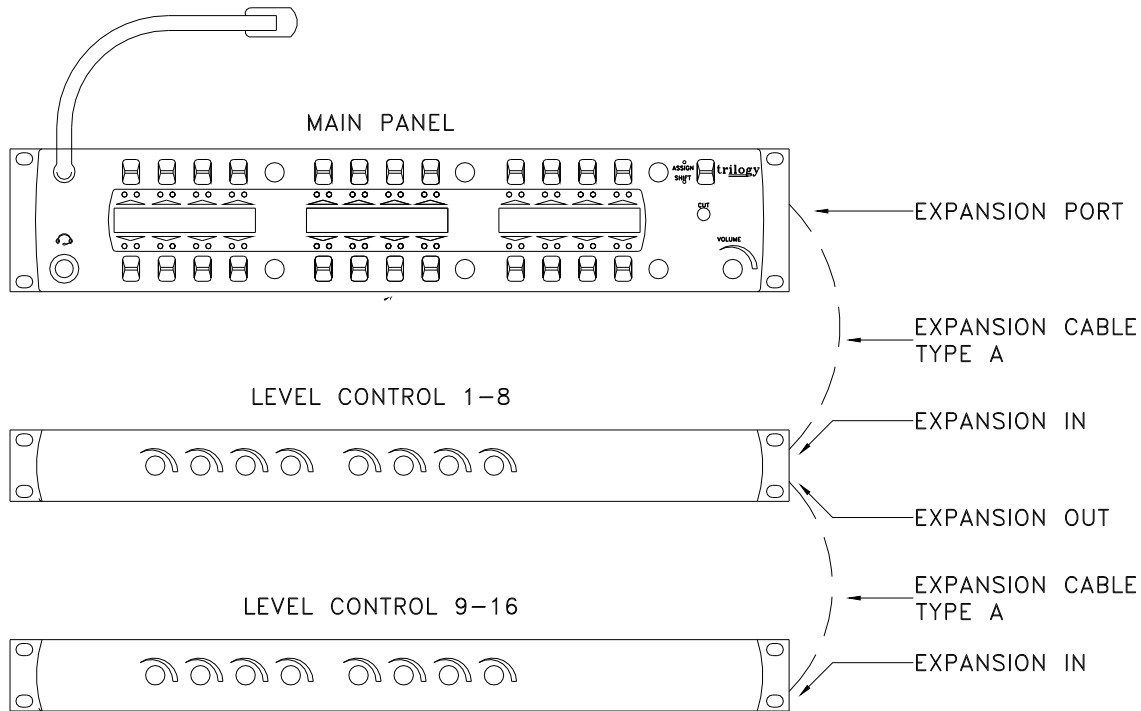 MAIN PANEL
ASSIGN
SHIFT
trilogy
CUT
VOLUME
EXPANSION PORT
EXPANSION CABLE
TYPE A
LEVEL CONTROL 1-8
EXPANSION IN
EXPANSION OUT
EXPANSION CABLE
TYPE A
LEVEL CONTROL 9-16
EXPANSION IN